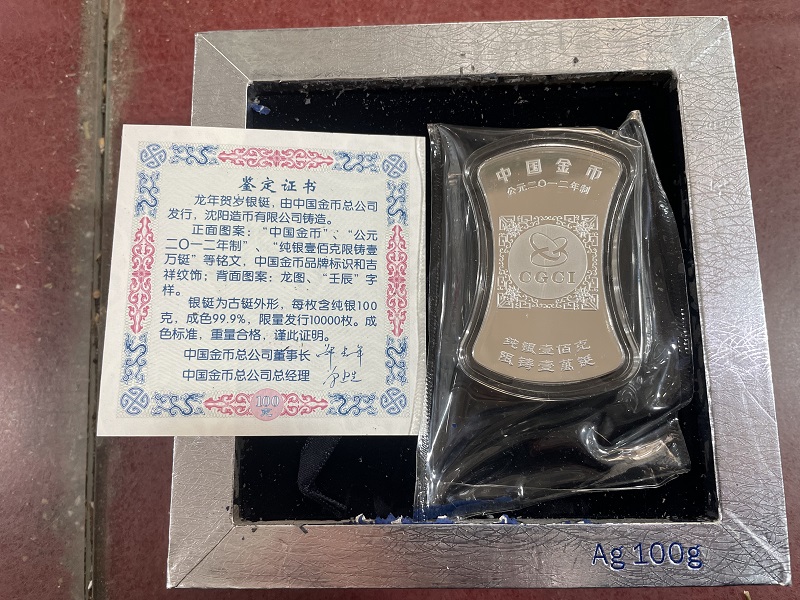 鉴定证书
龙年贺岁银铤，由中国金币总公司
发行，沈阳造币有限公司铸造。
正面图案：“中国金币”、“公元
二〇一二年制”、“纯银壹佰克限铸壹
万铤”等铭文，中国金币品牌标识和吉
祥纹饰；背面图案：龙图、“壬辰”字
样。
银铤为古铤外形，每枚含纯银100
克，成色99.9%，限量发行10000枚。成
色标准，重量合格，谨此证明。
中国金币总公司董事长
中国金币总公司总经理
100
克
中国金币
公元二〇一二年制
CGCI
纯银壹佰克
限铸壹萬铤
Ag 100g